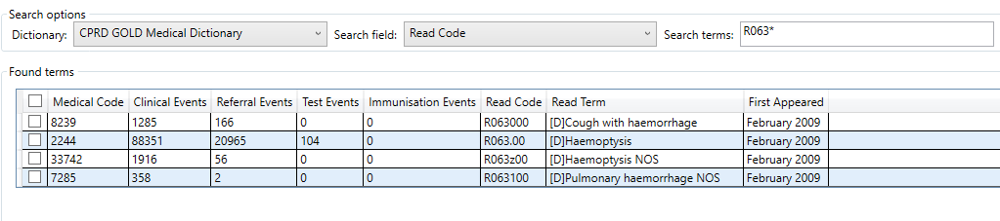 Search options
Dictionary: CPRD GOLD Medical Dictionary Search field: Read Code Search terms: R063*
Found terms
Medical Code Clinical Events Referral Events Test Events Immunisation Events Read Code Read Term First Appeared
8239 1285 166 0 0 R063000 [D]Cough with haemorrhage February 2009
2244 88351 20965 104 0 R063.00 [D]Haemoptysis February 2009
33742 1916 56 0 0 R063z00 [D]Haemoptysis NOS February 2009
7285 358 2 0 0 R063100 [D]Pulmonary haemorrhage NOS February 2009